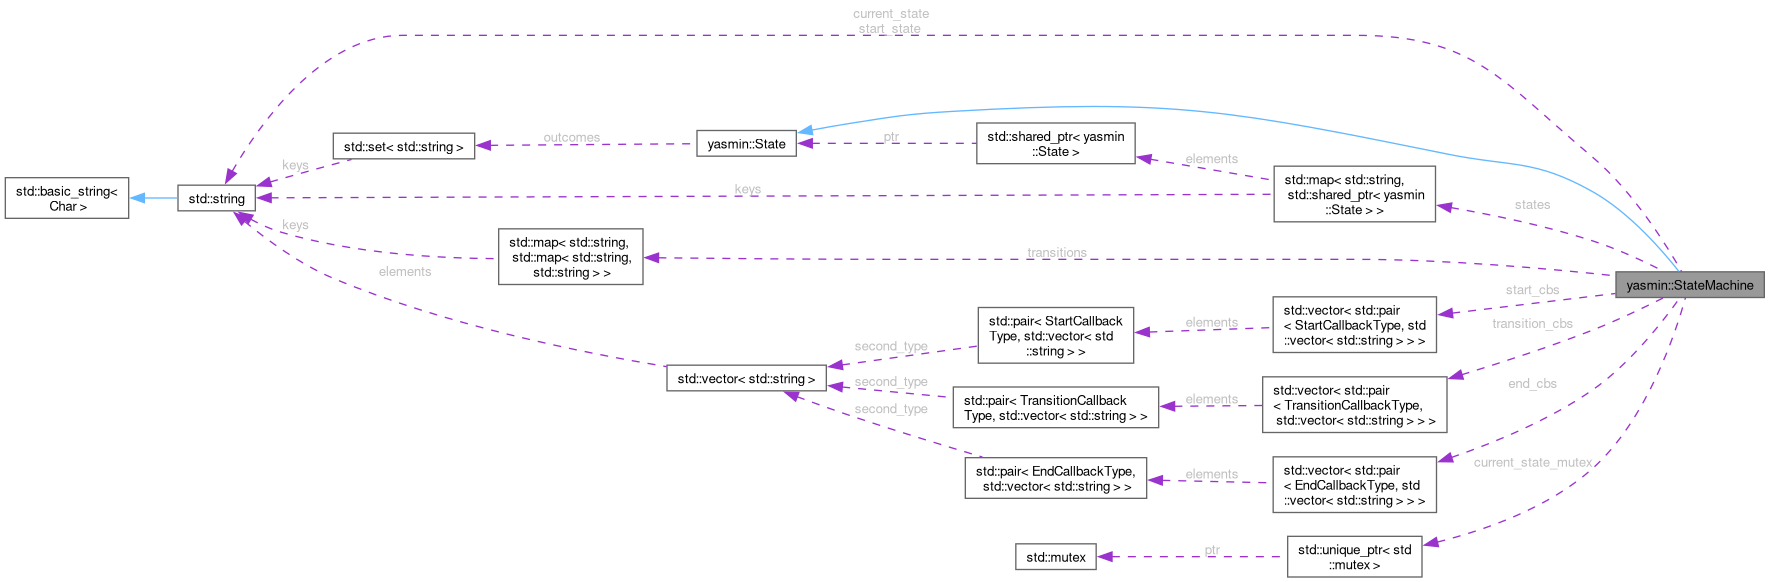 current_state
start_state
std::set< std::string >
outcomes
yasmin::State
ptr
std::shared_ptr< yasmin
::State >
elements
keys
std::map< std::string,
std::shared_ptr< yasmin
::State > >
states
std::basic_string<
Char >
std::string
keys
keys
std::map< std::string,
std::map< std::string,
std::string > >
transitions
elements
yasmin::StateMachine
std::pair< StartCallback
Type, std::vector< std
::string > >
elements
std::vector< std::pair
< StartCallbackType, std
::vector< std::string > > >
start_cbs
transition_cbs
second_type
std::vector< std::string >
second_type
second_type
std::pair< TransitionCallback
Type, std::vector< std::string > >
elements
std::vector< std::pair
< TransitionCallbackType,
std::vector< std::string > > >
end_cbs
std::pair< EndCallbackType,
std::vector< std::string > >
elements
std::vector< std::pair
< EndCallbackType, std
::vector< std::string > > >
current_state_mutex
std::mutex
ptr
std::unique_ptr< std
::mutex >